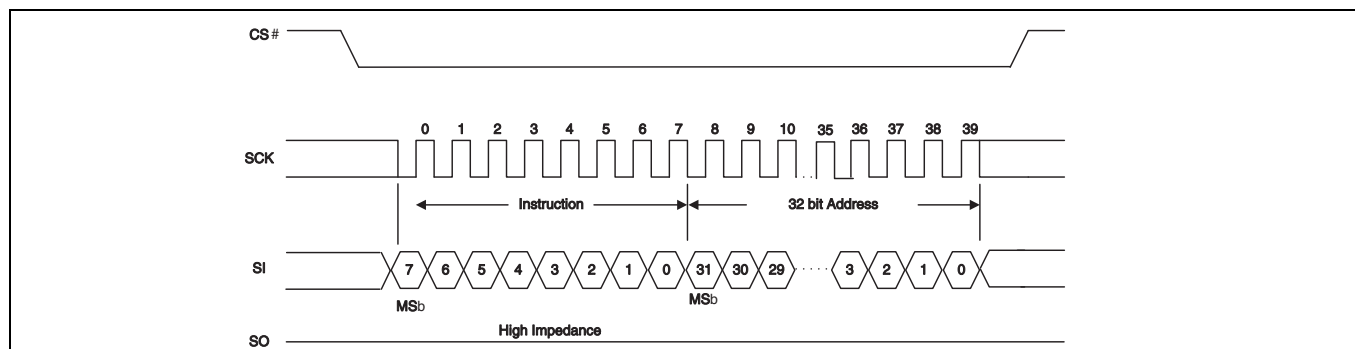 CS#
0 1 2 3 4 5 6 7 8 9 10 35 36 37 38 39
SCK
Instruction 32 bit Address
SI 7 6 5 4 3 2 1 0 31 30 29 3 2 1 0
MSb MSb
High Impedance
SO